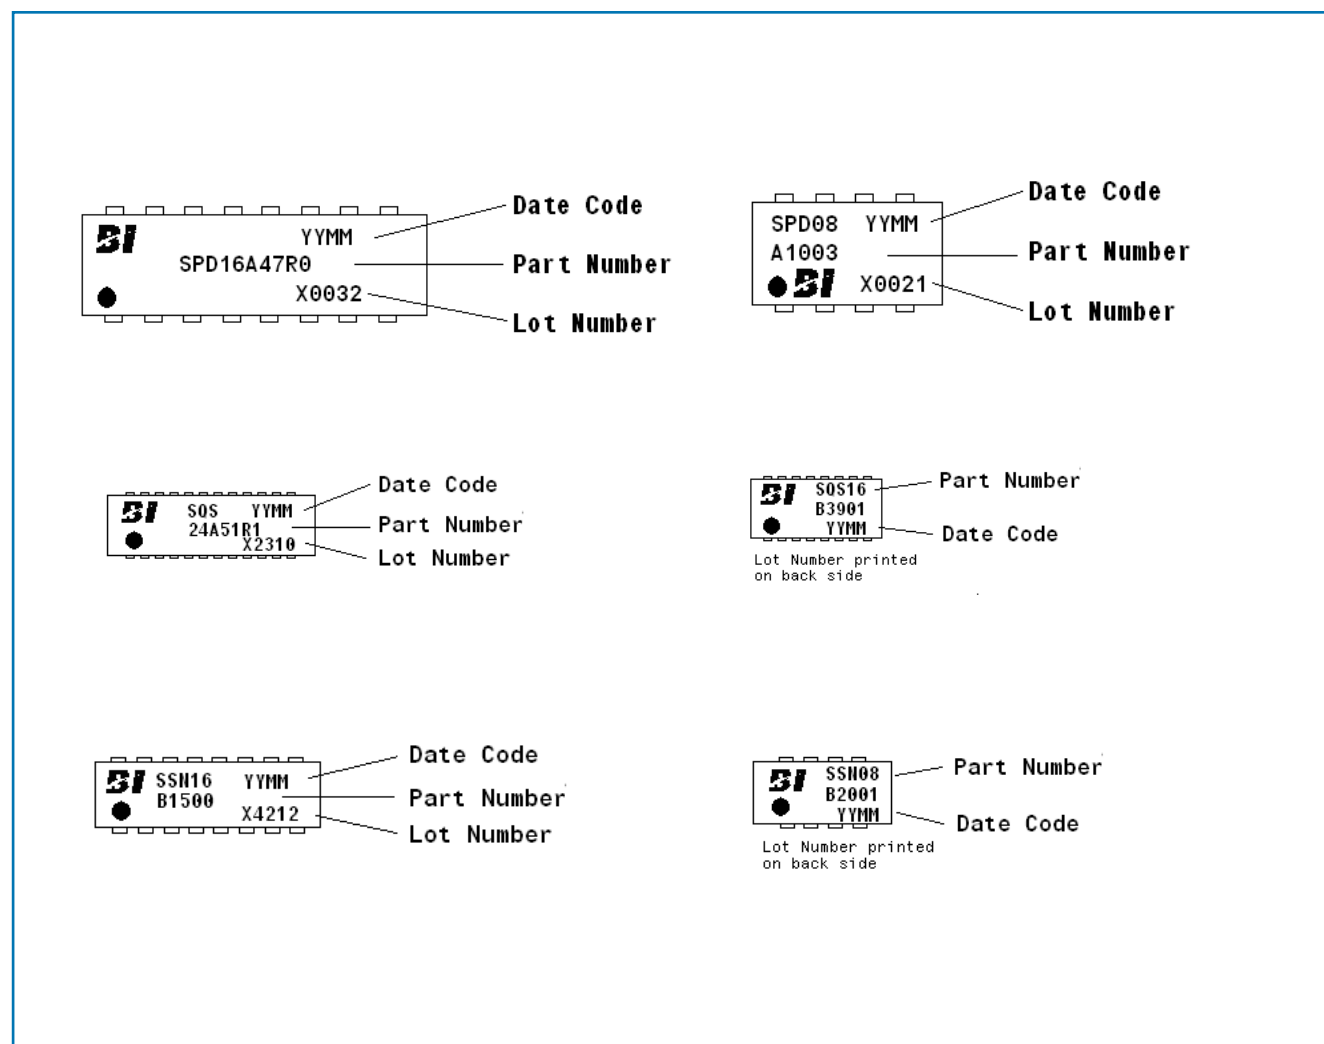 BI
YYMM
SPD16A47R0
X0032
Date Code
Part Number
Lot Number
SPD08 YYMM
A1003
BI X0021
Date Code
Part Number
Lot Number
BI SQS YYMM
24A51R1
X2310
Date Code
Part Number
Lot Number
BI SQS16
B3901
YYMM
Part Number
Date Code
Lot Number printed
on back side
BI SSN16 YYMM
B1500
X4212
Date Code
Part Number
Lot Number
BI SSN08
B2001
YYMM
Part Number
Date Code
Lot Number printed
on back side